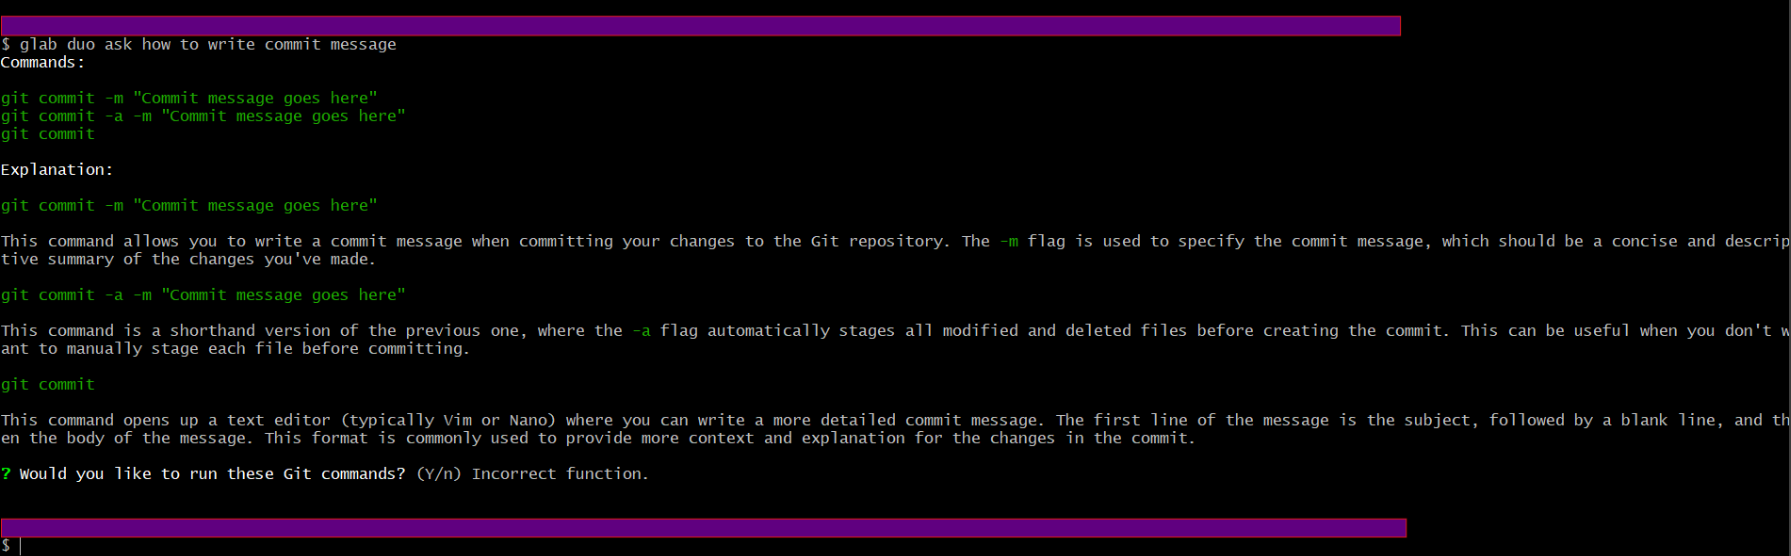 $ glab duo ask how to write commit message
Commands:
git commit -m "Commit message goes here"
git commit -a -m "Commit message goes here"
git commit
Explanation:
git commit -m "Commit message goes here"
This command allows you to write a commit message when committing your changes to the Git repository. The -m flag is used to specify the commit message, which should be a concise and descrip
tive summary of the changes you've made.
git commit -a -m "Commit message goes here"
This command is a shorthand version of the previous one, where the -a flag automatically stages all modified and deleted files before creating the commit. This can be useful when you don't w
ant to manually stage each file before committing.
git commit
This command opens up a text editor (typically Vim or Nano) where you can write a more detailed commit message. The first line of the message is the subject, followed by a blank line, and th
en the body of the message. This format is commonly used to provide more context and explanation for the changes in the commit.
? Would you like to run these Git commands? (Y/n) Incorrect function.
$